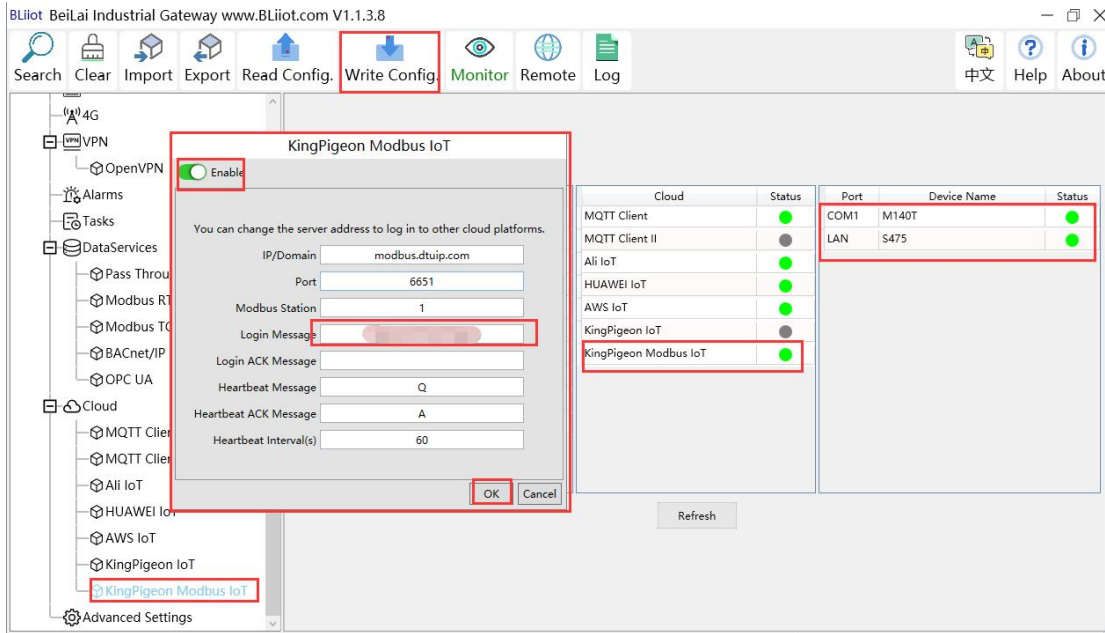 BLiiot BeiLai Industrial Gateway www.BLiiot.com V1.1.3.8
Search Clear Import Export Read Config. Write Config. Monitor Remote Log 中文 Help About
4G
VPN
OpenVPN
Alarms
Tasks
DataServices
Pass Throu
Modbus RT
Modbus TC
BACnet/IP
OPC UA
Cloud
MQTT Clie
MQTT Clie
Ali IoT
HUAWEI IoT
AWS IoT
KingPigeon IoT
KingPigeon Modbus IoT
Advanced Settings
KingPigeon Modbus IoT
Enable
You can change the server address to log in to other cloud platforms.
IP/Domain modbus.dtuip.com
Port 6651
Modbus Station 1
Login Message
Login ACK Message
Heartbeat Message Q
Heartbeat ACK Message A
Heartbeat Interval(s) 60
OK Cancel
Cloud Status
MQTT Client
MQTT Client II
Ali IoT
HUAWEI IoT
AWS IoT
KingPigeon IoT
KingPigeon Modbus IoT
Port Device Name Status
COM1 M140T
LAN S475
Refresh